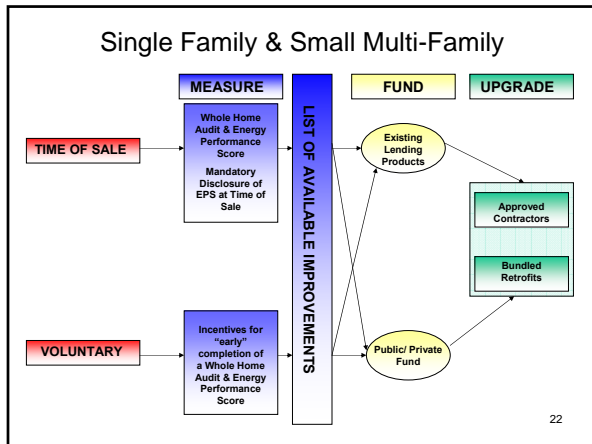 Single Family & Small Multi-Family
MEASURE
FUND
UPGRADE
LIST OF AVAILABLE IMPROVEMENTS
TIME OF SALE
Whole Home
Audit & Energy
Performance
Score
Mandatory
Disclosure of
EPS at Time of
Sale
Existing
Lending
Products
Approved
Contractors
Bundled
Retrofits
VOLUNTARY
Incentives for
“early”
completion of
a Whole Home
Audit & Energy
Performance
Score
Public/ Private
Fund
22